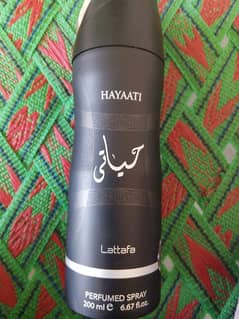 HAYAATI
حياتي
Lattafa
PERFUMED SPRAY
200 ml e 6.67 fl.oz.